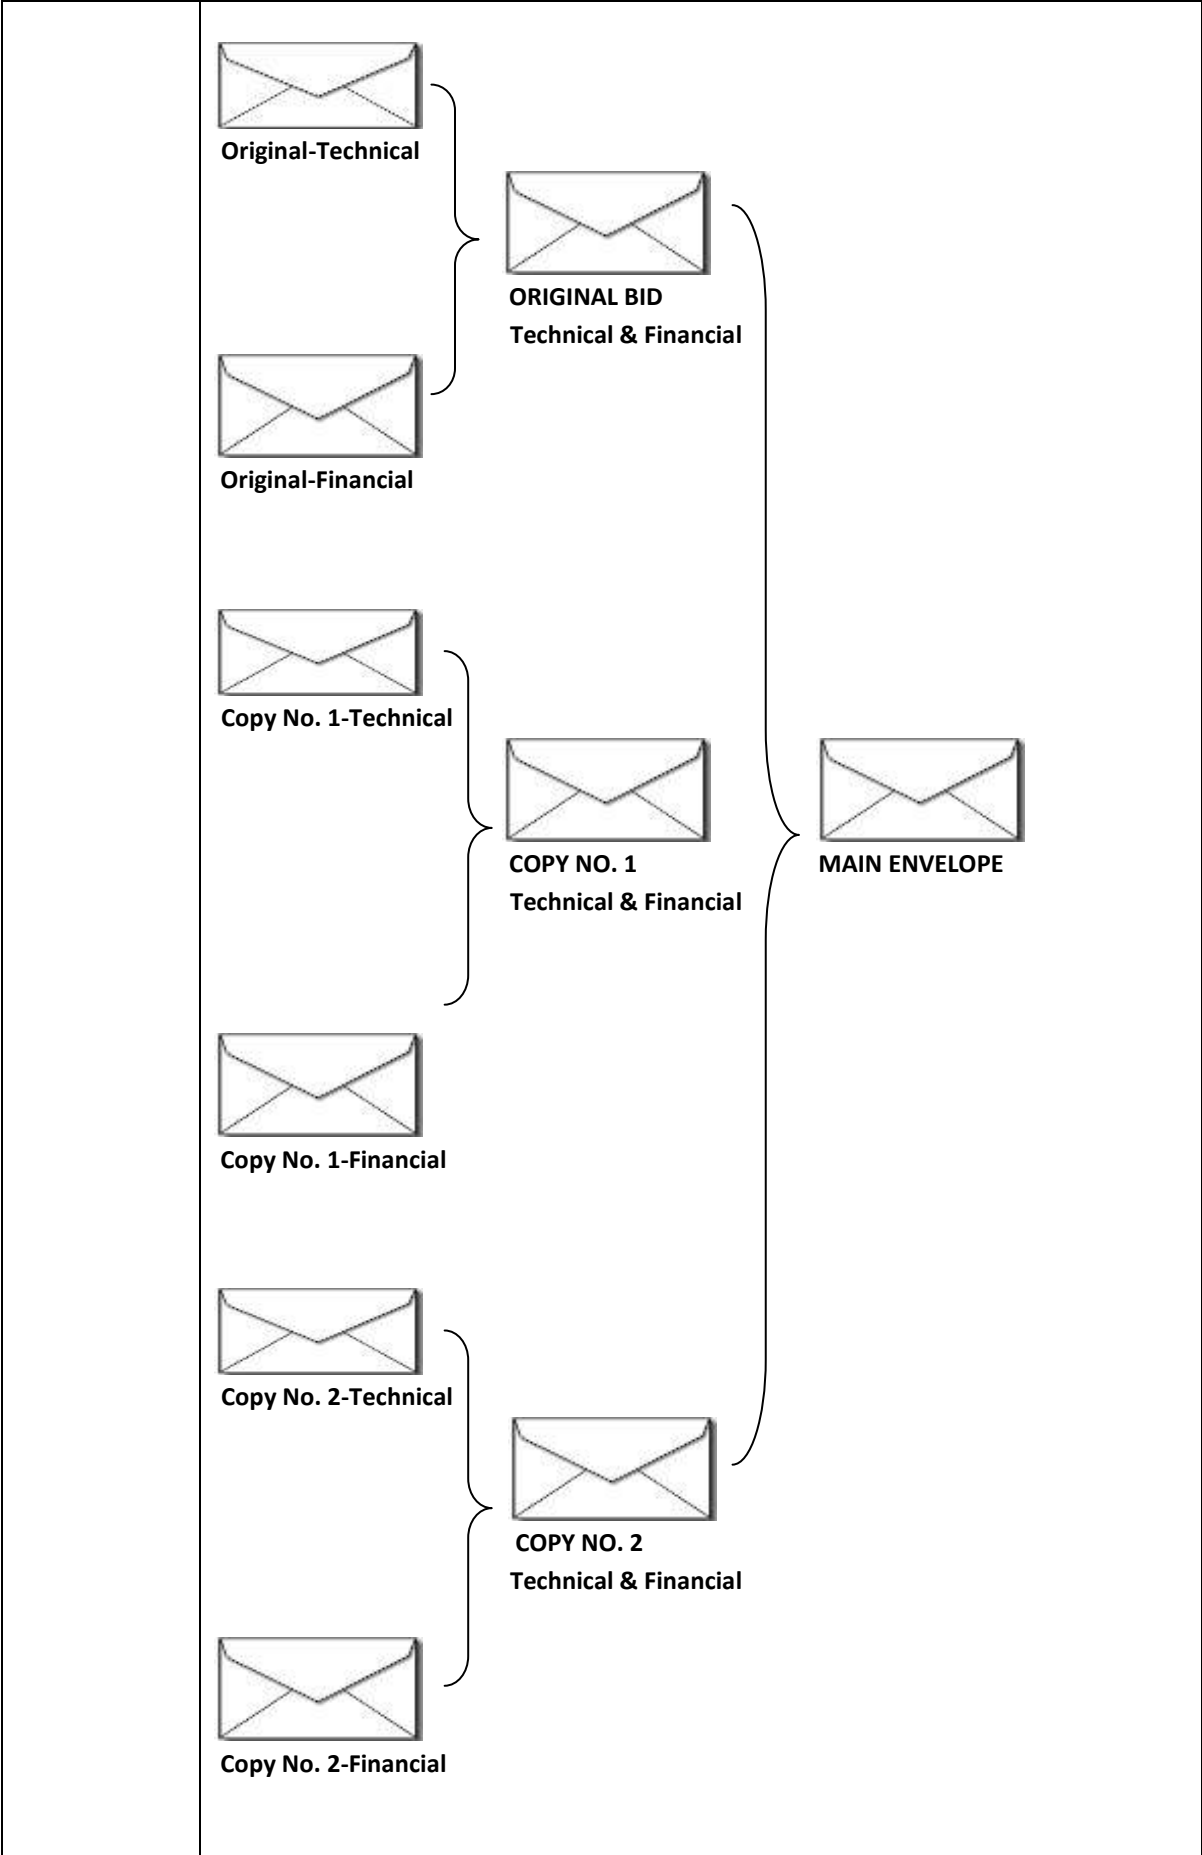 Original-Technical
ORIGINAL BID
Technical & Financial
Original-Financial
Copy No. 1-Technical
COPY NO. 1
Technical & Financial
MAIN ENVELOPE
Copy No. 1-Financial
Copy No. 2-Technical
COPY NO. 2
Technical & Financial
Copy No. 2-Financial